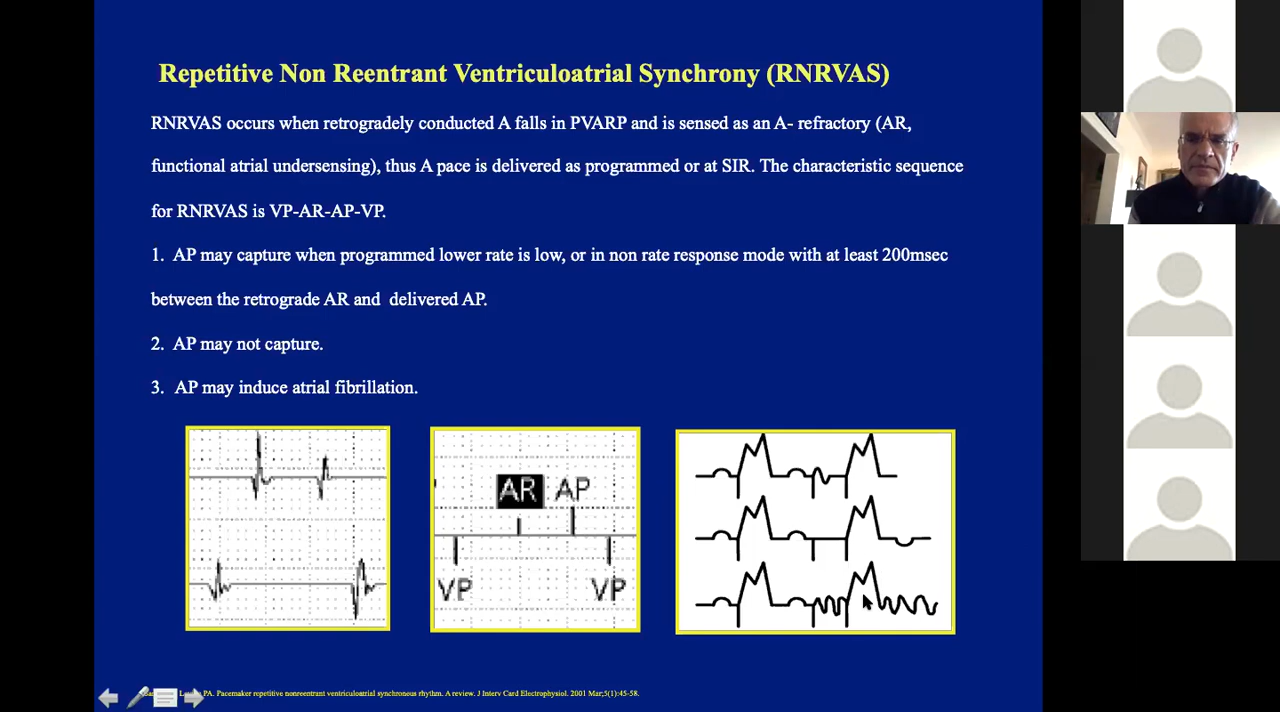 Repetitive Non Reentrant Ventriculoatrial Synchrony (RNRVAS)
RNRVAS occurs when retrogradely conducted A falls in PVARP and is sensed as an A- refractory (AR,
functional atrial undersensing), thus A pace is delivered as programmed or at SIR. The characteristic sequence
for RNRVAS is VP-AR-AP-VP.
1. AP may capture when programmed lower rate is low, or in non rate response mode with at least 200msec
between the retrograde AR and delivered AP.
2. AP may not capture.
3. AP may induce atrial fibrillation.
AR AP
VP VP
PA. Pacemaker repetitive nonreentrant ventriculoatrial synchronous rhythm. A review. J Interv Card Electrophysiol. 2001 Mar;5(1):45-58.